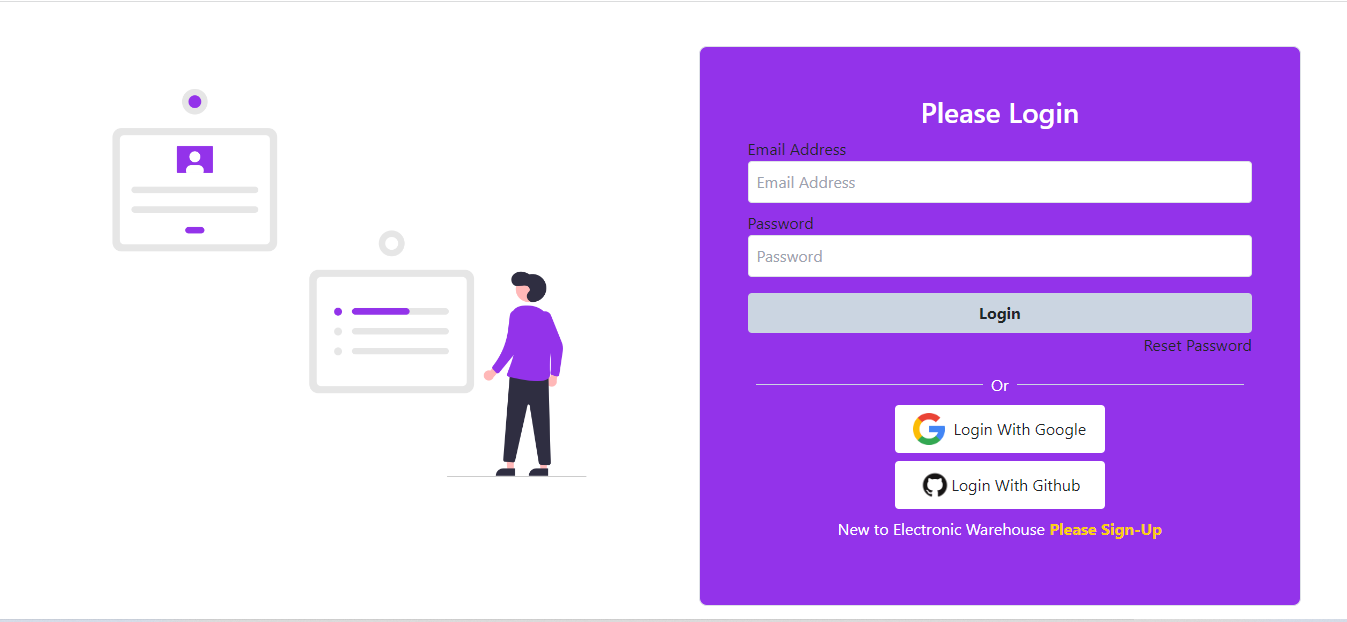 Please Login
Email Address
Email Address
Password
Password
Login
Reset Password
Or
Login With Google
Login With Github
New to Electronic Warehouse Please Sign-Up